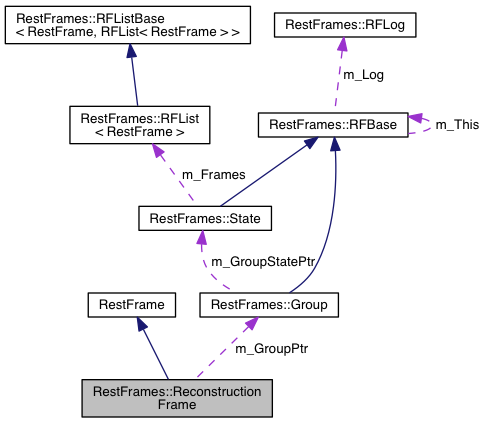 RestFrames::RFListBase
< RestFrame, RFList< RestFrame > >
RestFrames::RFLog
m_Log
RestFrames::RFList
< RestFrame >
RestFrames::RFBase
m_This
m_Frames
RestFrames::State
m_GroupStatePtr
RestFrame
RestFrames::Group
m_GroupPtr
RestFrames::Reconstruction
Frame